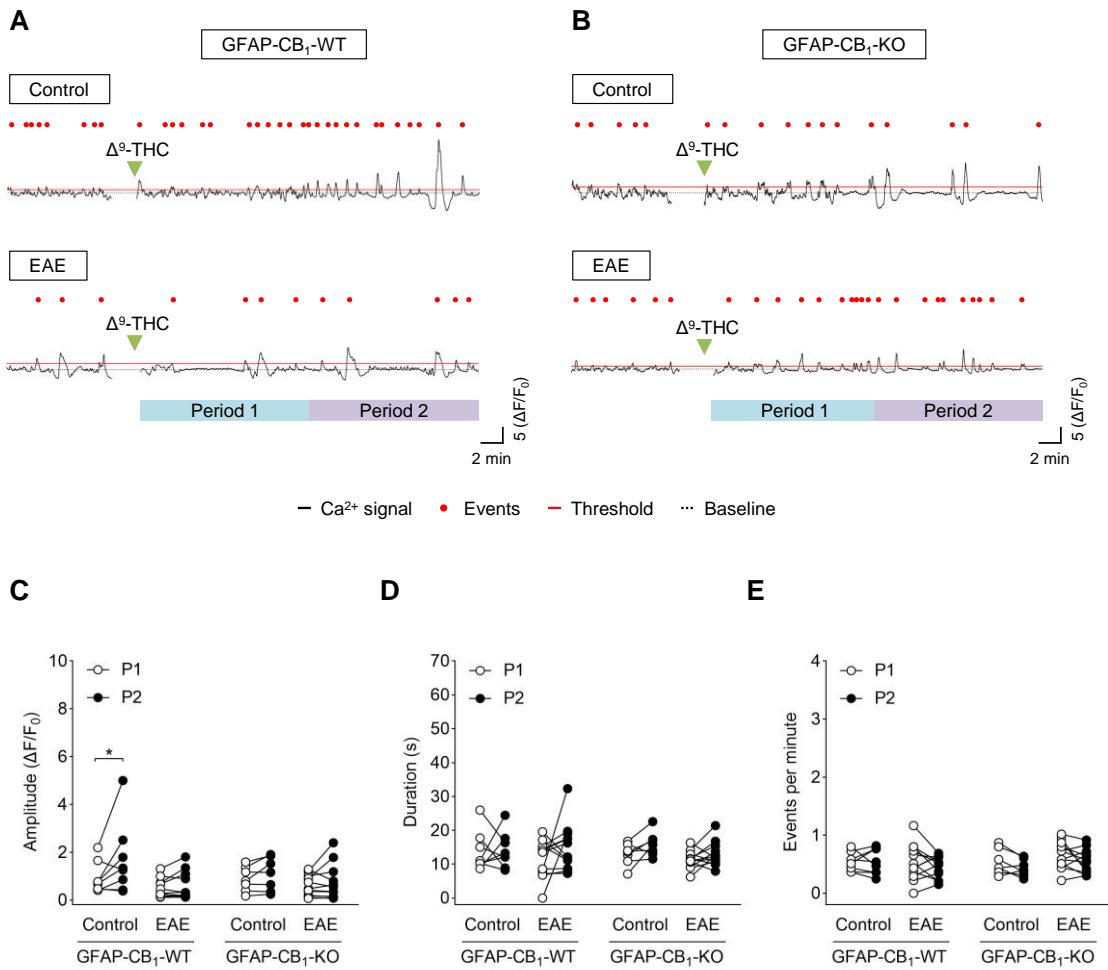 A
GFAP-CB₁-WT
Control
Δ⁹-THC
EAE
Δ⁹-THC
Period 1 Period 2
5 (ΔF/F₀)
2 min
B
GFAP-CB₁-KO
Control
Δ⁹-THC
EAE
Δ⁹-THC
Period 1 Period 2
5 (ΔF/F₀)
2 min
Ca²⁺ signal Events Threshold Baseline
C
Amplitude (ΔF/F₀)
10
8
6
4
2
0
P1
P2
*
Control EAE Control EAE
GFAP-CB₁-WT GFAP-CB₁-KO
D
Duration (s)
70
60
50
40
30
20
10
0
P1
P2
Control EAE Control EAE
GFAP-CB₁-WT GFAP-CB₁-KO
E
Events per minute
4
3
2
1
0
P1
P2
Control EAE Control EAE
GFAP-CB₁-WT GFAP-CB₁-KO